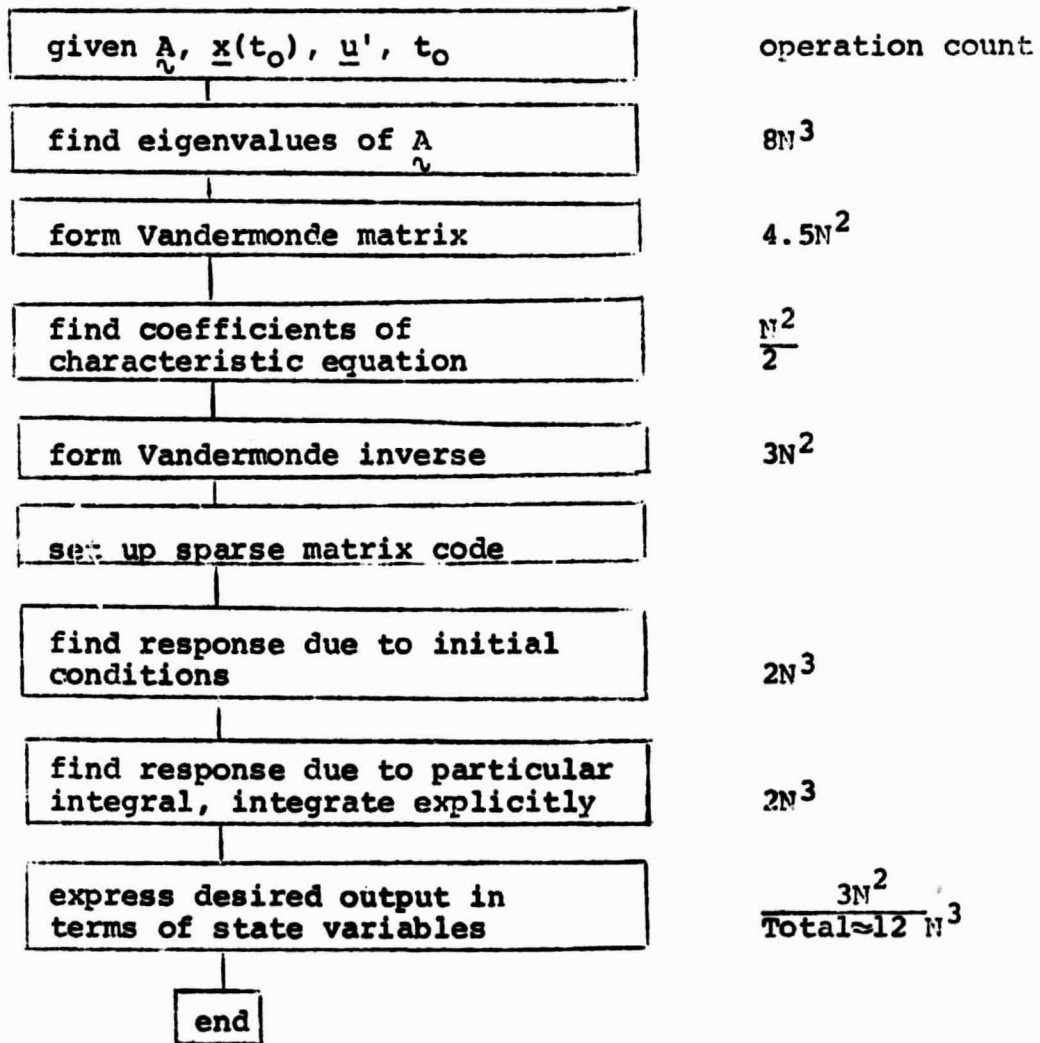 given A, x(t₀), u', t₀ operation count
find eigenvalues of A 8N³
form Vandermonde matrix 4.5N²
find coefficients of
characteristic equation N²/2
form Vandermonde inverse 3N²
set up sparse matrix code
find response due to initial
conditions 2N³
find response due to particular
integral, integrate explicitly 2N³
express desired output in 3N²
terms of state variables Total≈12 N³
end